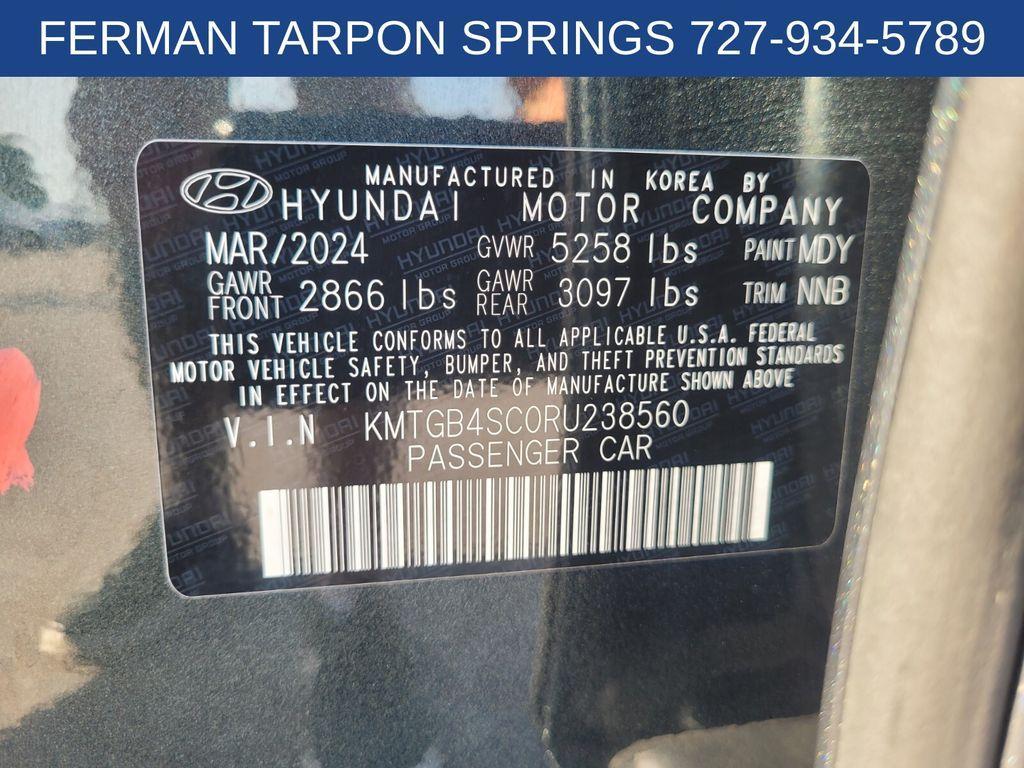 FERMAN TARPON SPRINGS 727-934-5789
MANUFACTURED IN KOREA BY
HYUNDAI MOTOR COMPANY
MAR/2024 GVWR 5258 lbs PAINT MDY
GAWR FRONT 2866 lbs GAWR REAR 3097 lbs TRIM NNB
THIS VEHICLE CONFORMS TO ALL APPLICABLE U.S.A. FEDERAL
MOTOR VEHICLE SAFETY, BUMPER, AND THEFT PREVENTION STANDARDS
IN EFFECT ON THE DATE OF MANUFACTURE SHOWN ABOVE
V.I.N KMTGB4SC0RU238560
PASSENGER CAR